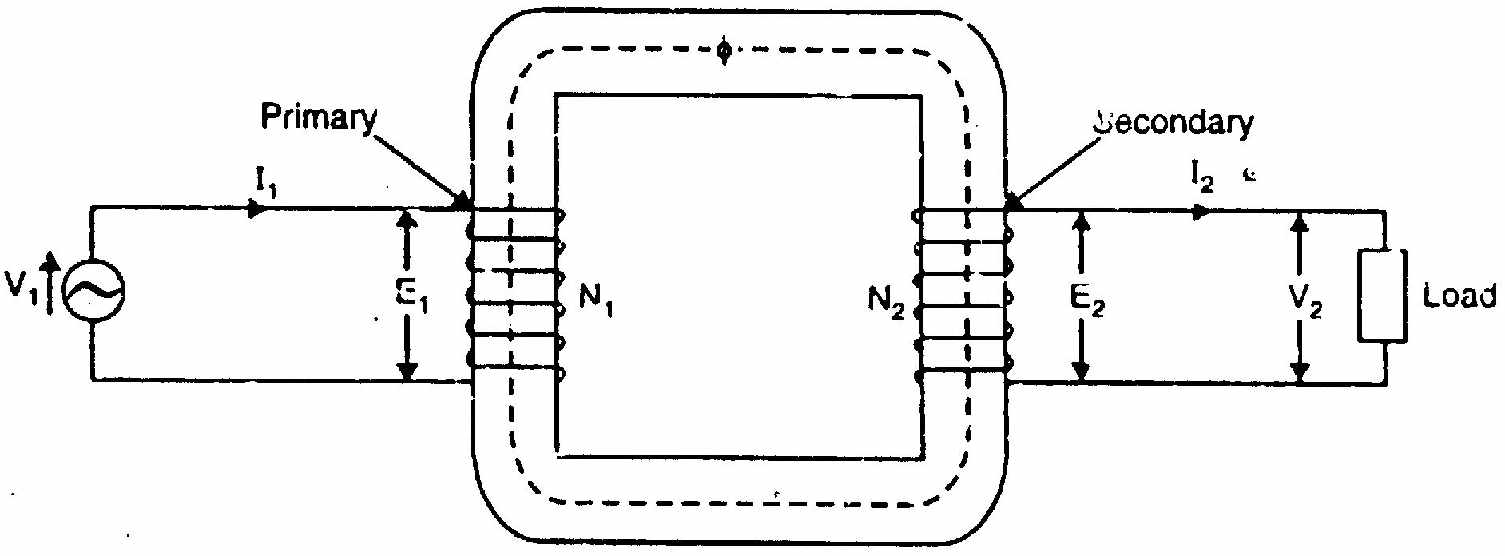 ϕ
Primary
Secondary
I₁
I₂
V₁
E₁
N₁
N₂
E₂
V₂
Load